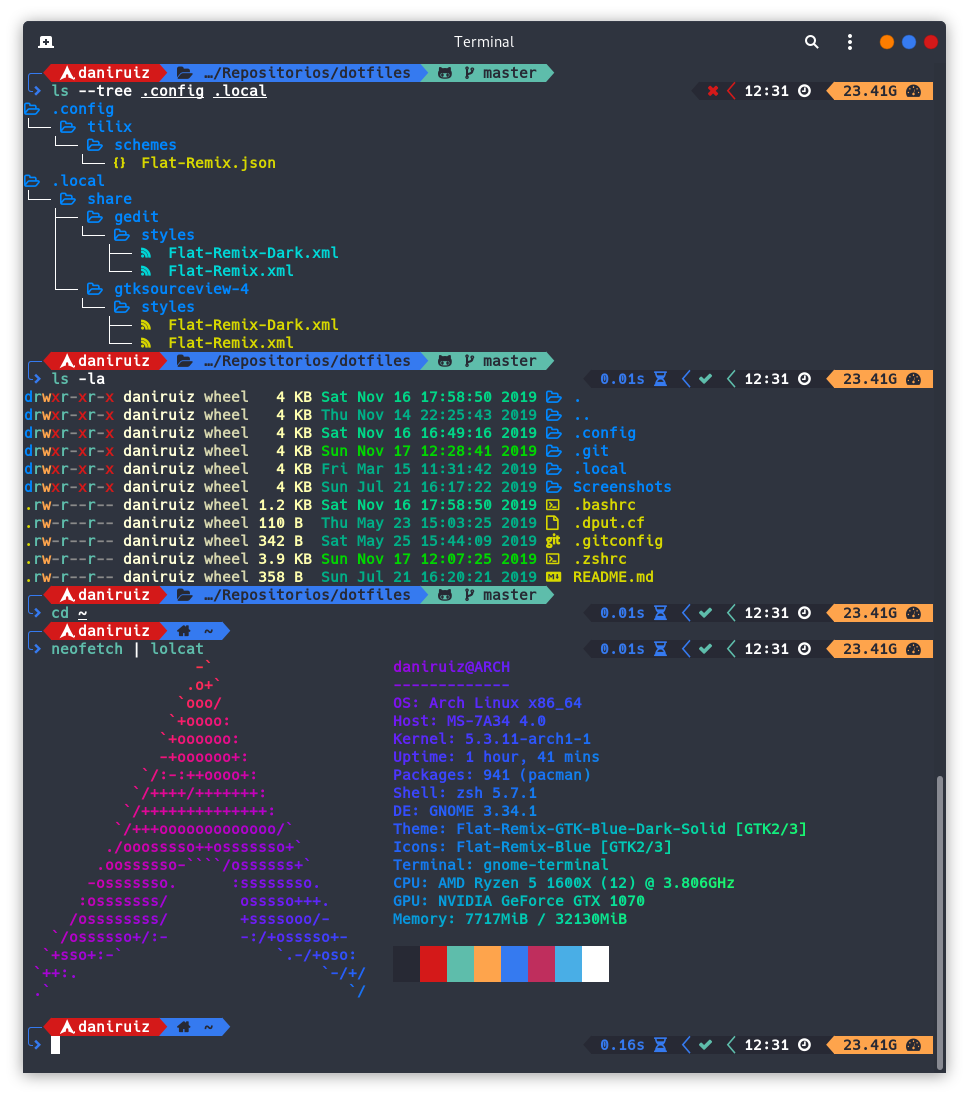 Terminal
daniruiz …/Repositorios/dotfiles master
ls --tree .config .local 12:31 23.41G
.config
tilix
schemes
{} Flat-Remix.json
.local
share
gedit
styles
Flat-Remix-Dark.xml
Flat-Remix.xml
gtksourceview-4
styles
Flat-Remix-Dark.xml
Flat-Remix.xml
daniruiz …/Repositorios/dotfiles master
ls -la 0.01s 12:31 23.41G
drwxr-xr-x daniruiz wheel 4 KB Sat Nov 16 17:58:50 2019 .
drwxr-xr-x daniruiz wheel 4 KB Thu Nov 14 22:25:43 2019 ..
drwxr-xr-x daniruiz wheel 4 KB Sat Nov 16 16:49:16 2019 .config
drwxr-xr-x daniruiz wheel 4 KB Sun Nov 17 12:28:41 2019 .git
drwxr-xr-x daniruiz wheel 4 KB Fri Mar 15 11:31:42 2019 .local
drwxr-xr-x daniruiz wheel 4 KB Sun Jul 21 16:17:22 2019 Screenshots
.rw-r--r-- daniruiz wheel 1.2 KB Sat Nov 16 17:58:50 2019 .bashrc
.rw-r--r-- daniruiz wheel 110 B Thu May 23 15:03:25 2019 .dput.cf
.rw-r--r-- daniruiz wheel 342 B Sat May 25 15:44:09 2019 git .gitconfig
.rw-r--r-- daniruiz wheel 3.9 KB Sun Nov 17 12:07:25 2019 .zshrc
.rw-r--r-- daniruiz wheel 358 B Sun Jul 21 16:20:21 2019 README.md
daniruiz …/Repositorios/dotfiles master
cd ~ 0.01s 12:31 23.41G
daniruiz ~
neofetch | lolcat 0.01s 12:31 23.41G
-` daniruiz@ARCH
.o+` -------------
`ooo/ OS: Arch Linux x86_64
`+oooo: Host: MS-7A34 4.0
`+oooooo: Kernel: 5.3.11-arch1-1
-+oooooo+: Uptime: 1 hour, 41 mins
`/:-:++oooo+: Packages: 941 (pacman)
`/++++/+++++++: Shell: zsh 5.7.1
`/++++++++++++++: DE: GNOME 3.34.1
`/+++ooooooooooooo/` Theme: Flat-Remix-GTK-Blue-Dark-Solid [GTK2/3]
./ooosssso++osssssso+` Icons: Flat-Remix-Blue [GTK2/3]
.oossssso-````/ossssss+` Terminal: gnome-terminal
-osssssso. :ssssssso. CPU: AMD Ryzen 5 1600X (12) @ 3.806GHz
:osssssss/ osssso+++. GPU: NVIDIA GeForce GTX 1070
/ossssssss/ +ssssooo/- Memory: 7717MiB / 32130MiB
`/ossssso+/:- -:/+osssso+-
`+sso+:-` `.-/+oso:
`++:. `-/+/
.` `/
daniruiz ~
0.16s 12:31 23.41G